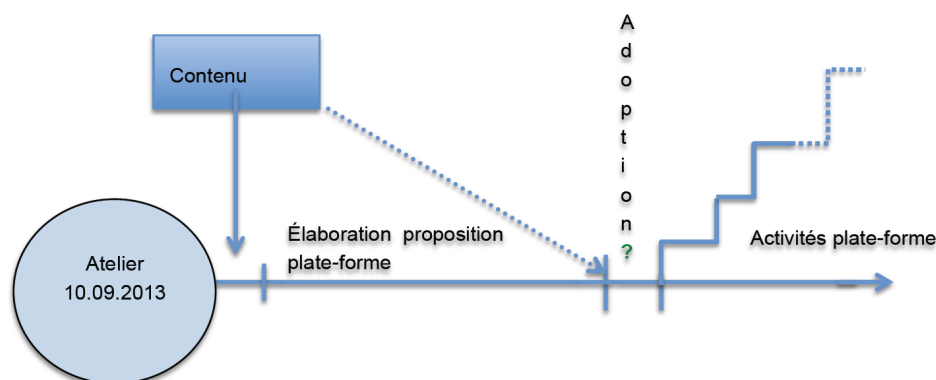 Contenu
Atelier
10.09.2013
Élaboration proposition
plate-forme
A
d
o
p
t
i
o
n
?
Activités plate-forme